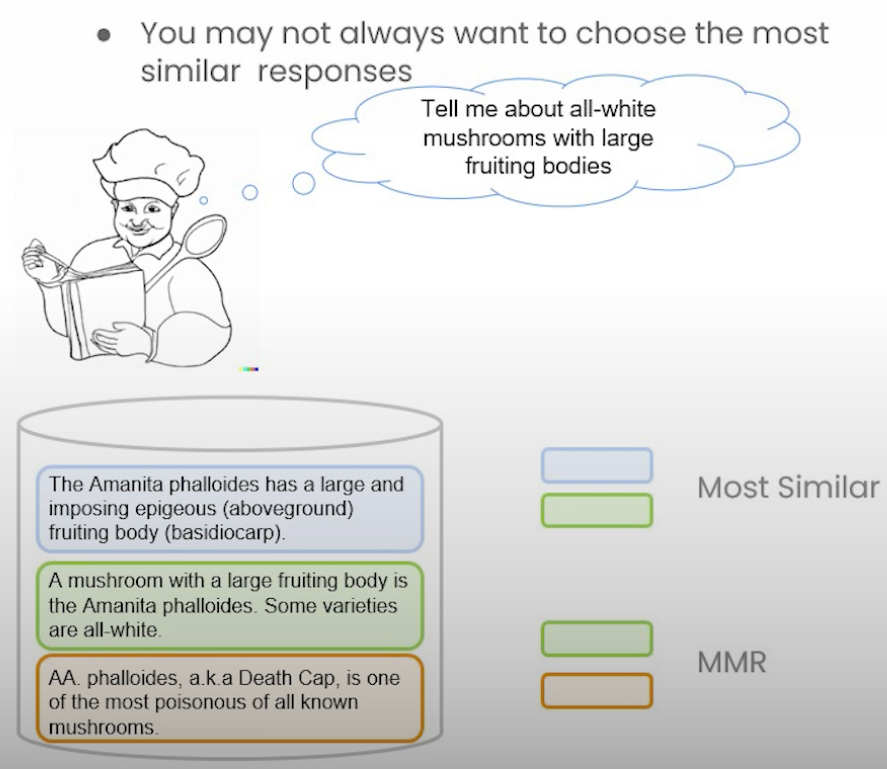 ● You may not always want to choose the most
similar responses
Tell me about all-white
mushrooms with large
fruiting bodies
The Amanita phalloides has a large and
imposing epigeous (aboveground)
fruiting body (basidiocarp).
A mushroom with a large fruiting body is
the Amanita phalloides. Some varieties
are all-white.
AA. phalloides, a.k.a Death Cap, is one
of the most poisonous of all known
mushrooms.
Most Similar
MMR